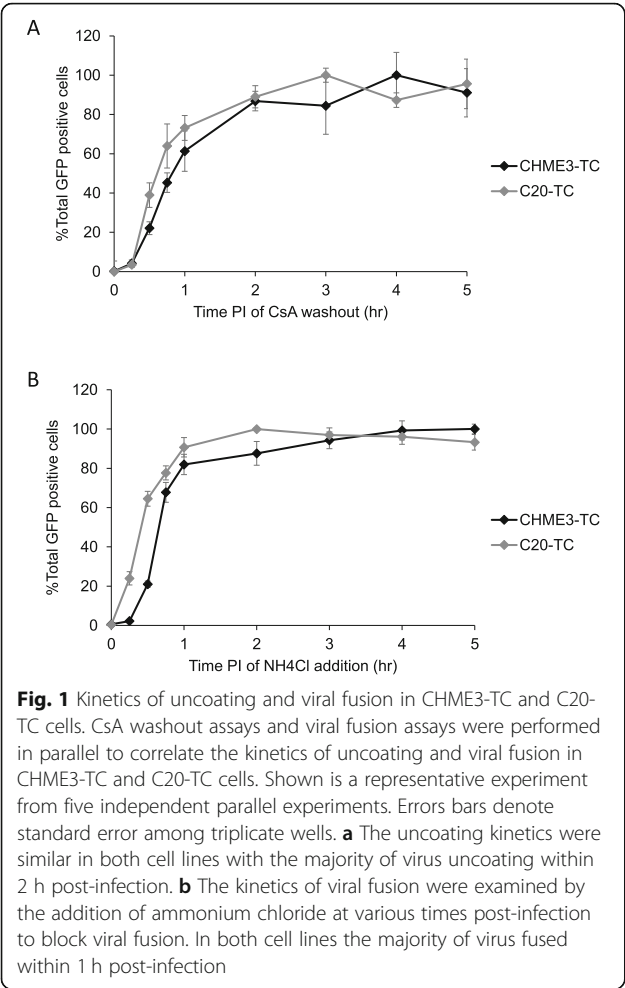 A
120
100
80
60
40
20
0
%Total GFP positive cells
0 1 2 3 4 5
Time PI of CsA washout (hr)
CHME3-TC
C20-TC
B
120
100
80
60
40
20
0
%Total GFP positive cells
0 1 2 3 4 5
Time PI of NH4Cl addition (hr)
CHME3-TC
C20-TC
Fig. 1 Kinetics of uncoating and viral fusion in CHME3-TC and C20-
TC cells. CsA washout assays and viral fusion assays were performed
in parallel to correlate the kinetics of uncoating and viral fusion in
CHME3-TC and C20-TC cells. Shown is a representative experiment
from five independent parallel experiments. Errors bars denote
standard error among triplicate wells. a The uncoating kinetics were
similar in both cell lines with the majority of virus uncoating within
2 h post-infection. b The kinetics of viral fusion were examined by
the addition of ammonium chloride at various times post-infection
to block viral fusion. In both cell lines the majority of virus fused
within 1 h post-infection